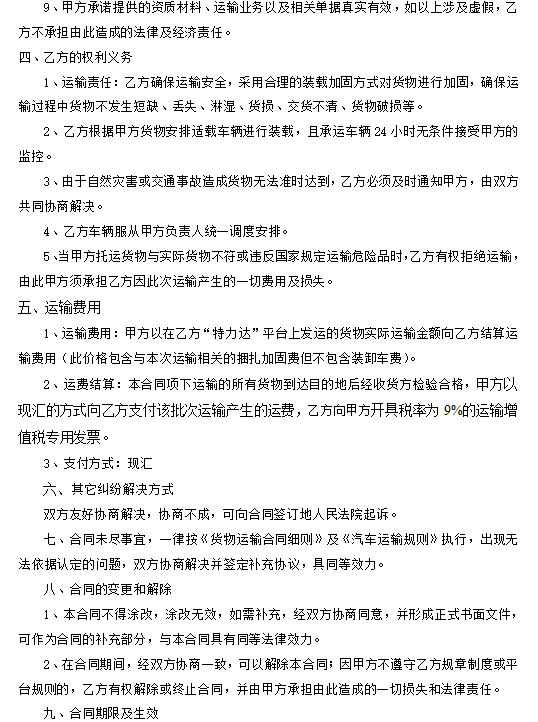 9、甲方承诺提供的资质材料、运输业务以及相关单据真实有效，如以上涉及虚假，乙
方不承担由此造成的法律及经济责任。
四、乙方的权利义务
1、运输责任：乙方确保运输安全，采用合理的装载加固方式对货物进行加固，确保运
输过程中货物不发生短缺、丢失、淋湿、货损、交货不清、货物破损等。
2、乙方根据甲方货物安排适载车辆进行装载，且承运车辆 24 小时无条件接受甲方的
监控。
3、由于自然灾害或交通事故造成货物无法准时达到，乙方必须及时通知甲方，由双方
共同协商解决。
4、乙方车辆服从甲方负责人统一调度安排。
5、当甲方托运货物与实际货物不符或违反国家规定运输危险品时，乙方有权拒绝运输，
由此甲方须承担乙方因此次运输产生的一切费用及损失。
五、运输费用
1、运输费用：甲方以在乙方“特力达”平台上发运的货物实际运输金额向乙方结算运
输费用（此价格包含与本次运输相关的捆扎加固费但不包含装卸车费）。
2、运费结算：本合同项下运输的所有货物到达目的地后经收货方检验合格，甲方以
现汇的方式向乙方支付该批次运输产生的运费，乙方向甲方开具税率为 9%的运输增
值税专用发票。
3、支付方式：现汇
六、其它纠纷解决方式
双方友好协商解决，协商不成，可向合同签订地人民法院起诉。
七、合同未尽事宜，一律按《货物运输合同细则》及《汽车运输规则》执行，出现无
法依据认定的问题，双方协商解决并签定补充协议，具同等效力。
八、合同的变更和解除
1、本合同不得涂改，涂改无效，如需补充，经双方协商同意，并形成正式书面文件，
可作为合同的补充部分，与本合同具有同等法律效力。
2、在合同期间，经双方协商一致，可以解除本合同；因甲方不遵守乙方规章制度或平
台规则的，乙方有权解除或终止合同，并由甲方承担由此造成的一切损失和法律责任。
九、合同期限及生效